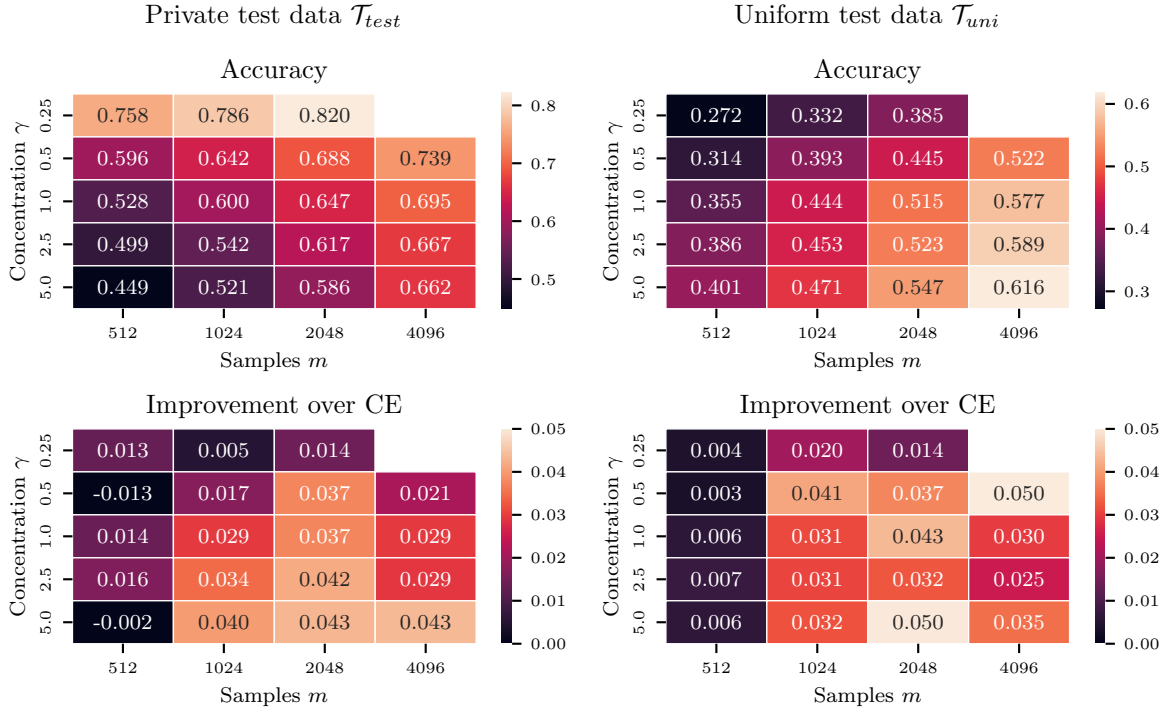 Private test data 𝒯test
Uniform test data 𝒯uni
Accuracy
Concentration γ
0.25
0.5
1.0
2.5
5.0
0.758 0.786 0.820
0.596 0.642 0.688 0.739
0.528 0.600 0.647 0.695
0.499 0.542 0.617 0.667
0.449 0.521 0.586 0.662
512 1024 2048 4096
Samples m
0.8
0.7
0.6
0.5
Accuracy
Concentration γ
0.25
0.5
1.0
2.5
5.0
0.272 0.332 0.385
0.314 0.393 0.445 0.522
0.355 0.444 0.515 0.577
0.386 0.453 0.523 0.589
0.401 0.471 0.547 0.616
512 1024 2048 4096
Samples m
0.6
0.5
0.4
0.3
Improvement over CE
Concentration γ
0.25
0.5
1.0
2.5
5.0
0.013 0.005 0.014
-0.013 0.017 0.037 0.021
0.014 0.029 0.037 0.029
0.016 0.034 0.042 0.029
-0.002 0.040 0.043 0.043
512 1024 2048 4096
Samples m
0.05
0.04
0.03
0.02
0.01
0.00
Improvement over CE
Concentration γ
0.25
0.5
1.0
2.5
5.0
0.004 0.020 0.014
0.003 0.041 0.037 0.050
0.006 0.031 0.043 0.030
0.007 0.031 0.032 0.025
0.006 0.032 0.050 0.035
512 1024 2048 4096
Samples m
0.05
0.04
0.03
0.02
0.01
0.00